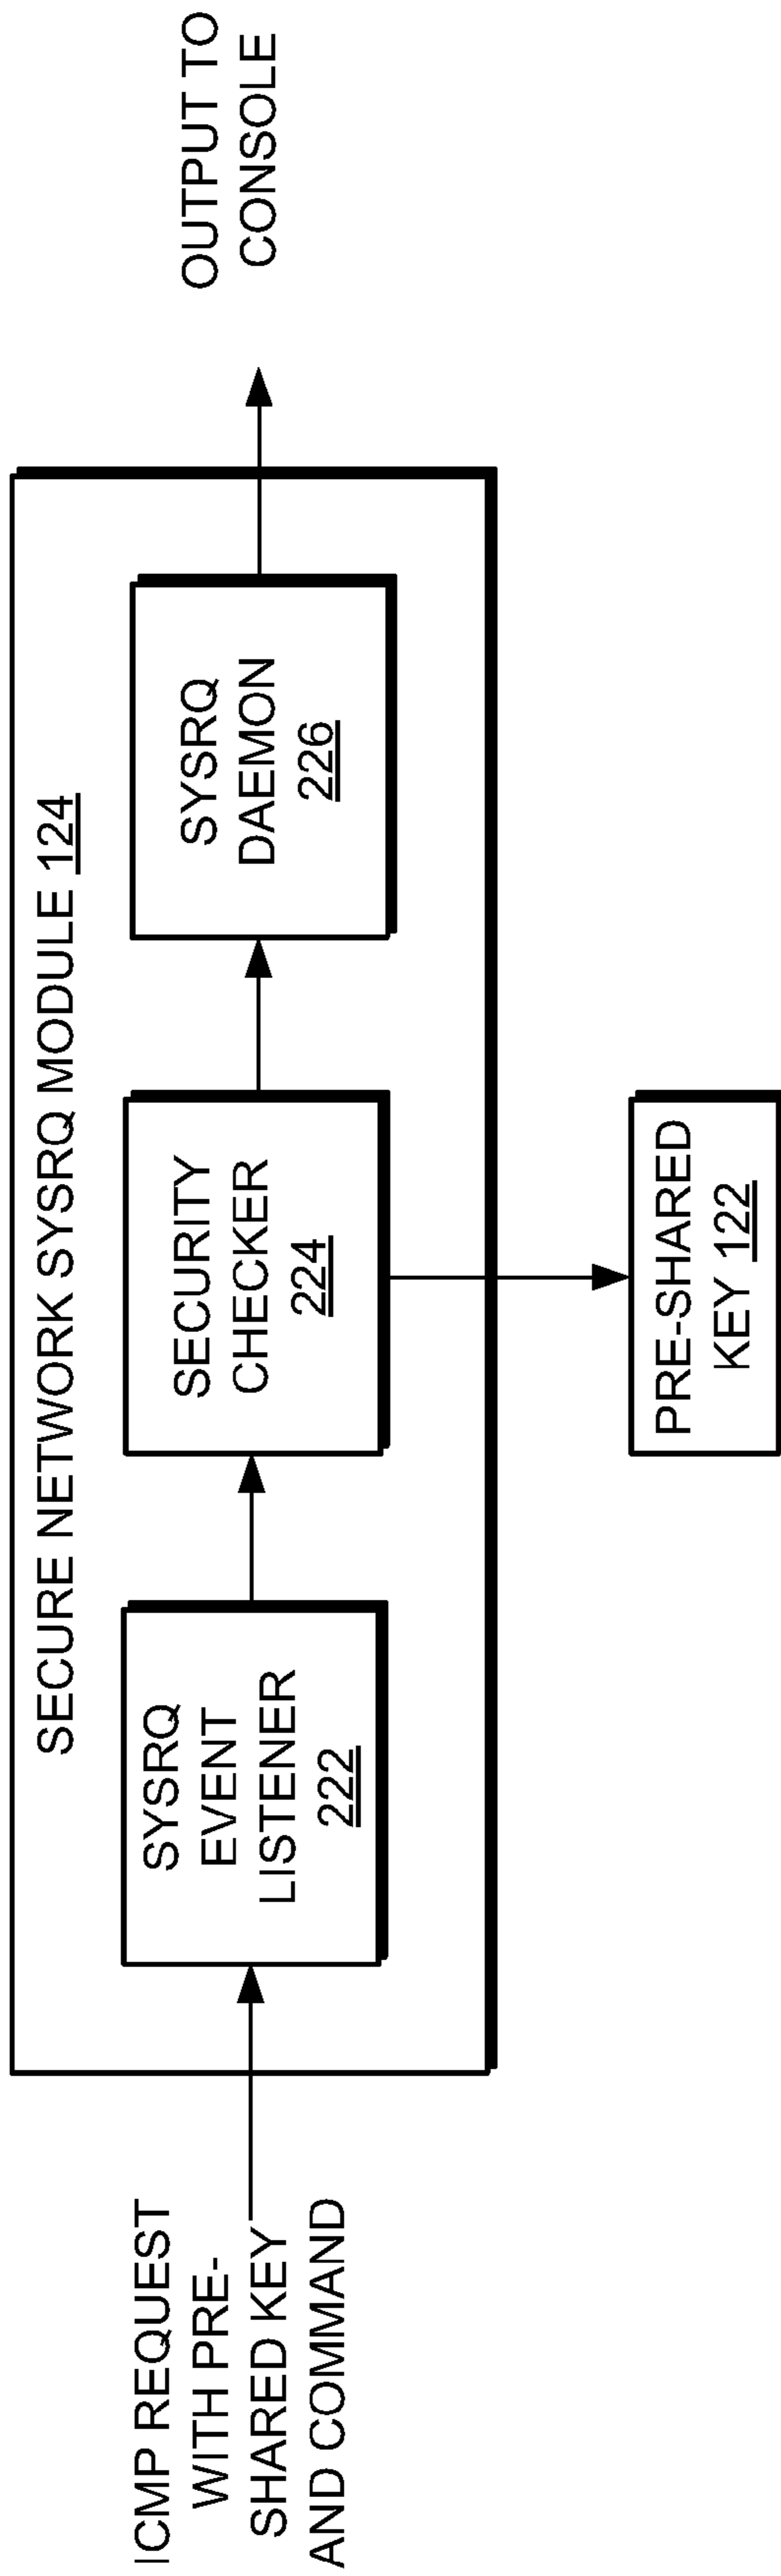 SECURE NETWORK SYSRQ MODULE 124
ICMP REQUEST
WITH PRE-
SHARED KEY
AND COMMAND
SYSRQ
EVENT
LISTENER
222
SECURITY
CHECKER
224
SYSRQ
DAEMON
226
OUTPUT TO
CONSOLE
PRE-SHARED
KEY 122